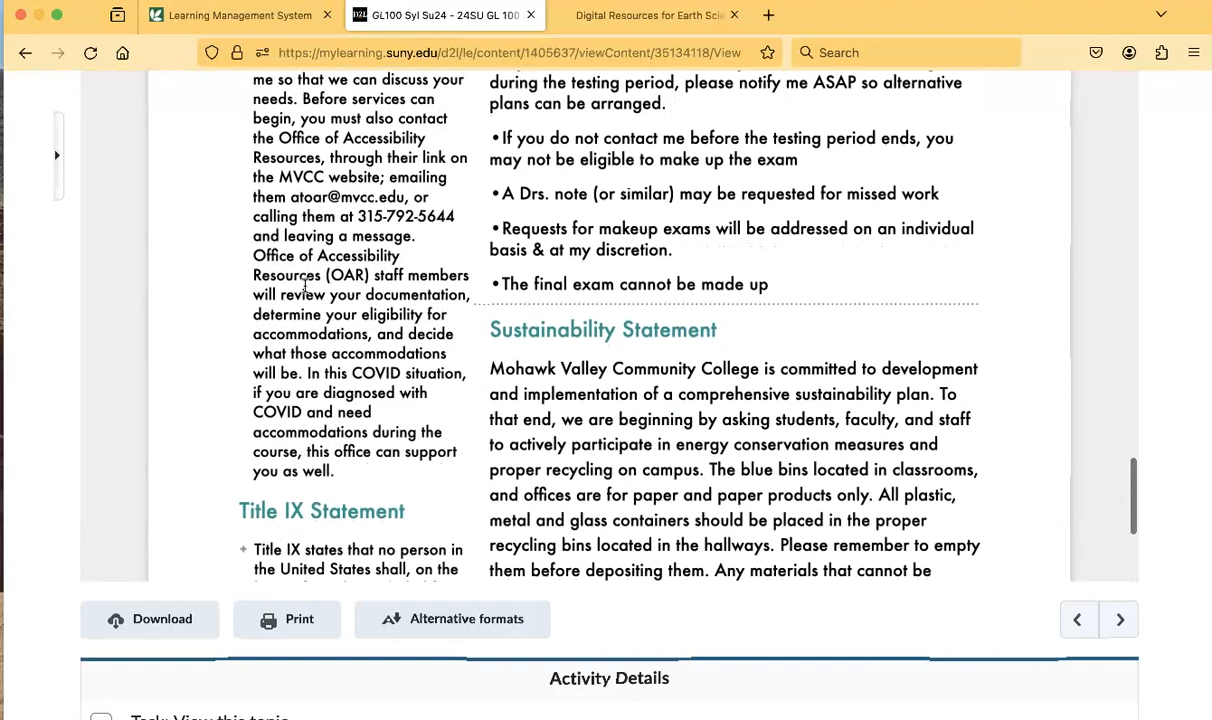 Learning Management System
GL100 Syl Su24 - 24SU GL 100
Digital Resources for Earth Scie
https://mylearning.suny.edu/d2l/le/content/1405637/viewContent/35134118/View
Search
me so that we can discuss your
needs. Before services can
begin, you must also contact
the Office of Accessibility
Resources, through their link on
the MVCC website; emailing
them atoar@mvcc.edu, or
calling them at 315-792-5644
and leaving a message.
Office of Accessibility
Resources (OAR) staff members
will review your documentation,
determine your eligibility for
accommodations, and decide
what those accommodations
will be. In this COVID situation,
if you are diagnosed with
COVID and need
accommodations during the
course, this office can support
you as well.
Title IX Statement
Title IX states that no person in
the United States shall, on the
during the testing period, please notify me ASAP so alternative
plans can be arranged.
•If you do not contact me before the testing period ends, you
may not be eligible to make up the exam
•A Drs. note (or similar) may be requested for missed work
•Requests for makeup exams will be addressed on an individual
basis & at my discretion.
•The final exam cannot be made up
Sustainability Statement
Mohawk Valley Community College is committed to development
and implementation of a comprehensive sustainability plan. To
that end, we are beginning by asking students, faculty, and staff
to actively participate in energy conservation measures and
proper recycling on campus. The blue bins located in classrooms,
and offices are for paper and paper products only. All plastic,
metal and glass containers should be placed in the proper
recycling bins located in the hallways. Please remember to empty
them before depositing them. Any materials that cannot be
Download
Print
Alternative formats
Activity Details
Task: View this topic